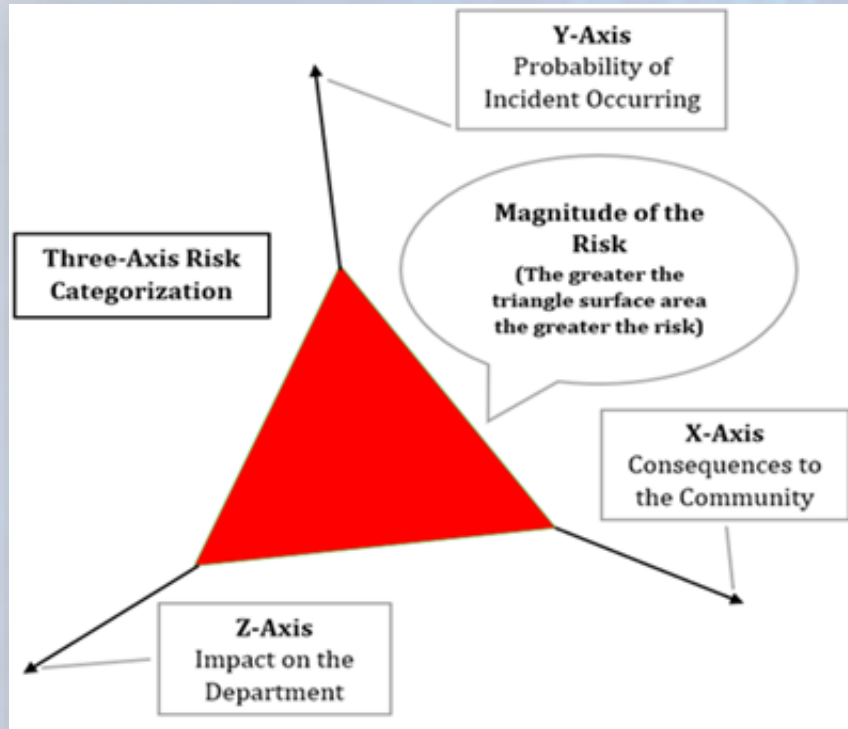 Y-Axis
Probability of
Incident Occurring
Magnitude of the
Risk
(The greater the
triangle surface area
the greater the risk)
Three-Axis Risk
Categorization
X-Axis
Consequences to
the Community
Z-Axis
Impact on the
Department